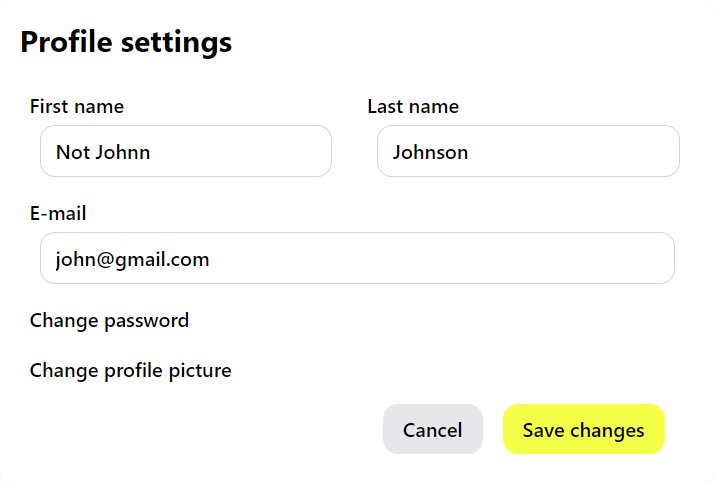 Profile settings
First name Last name
Not Johnn Johnson
E-mail
john@gmail.com
Change password
Change profile picture
Cancel Save changes